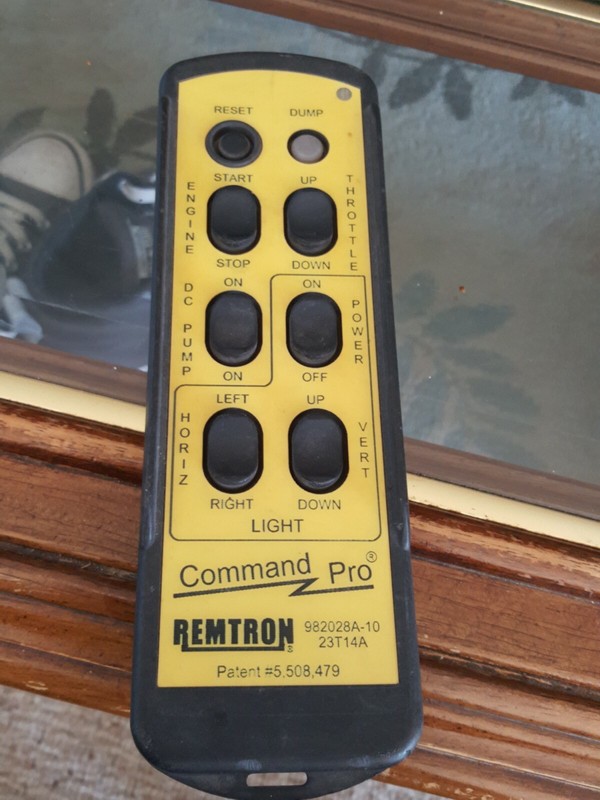 RESET DUMP
START UP
ENGINE THROTTLE
STOP DOWN
ON ON
DC PUMP POWER
ON OFF
LEFT UP
HORIZ VERT
RIGHT DOWN
LIGHT
Command Pro®
REMTRON® 982028A-10
23T14A
Patent #5,508,479